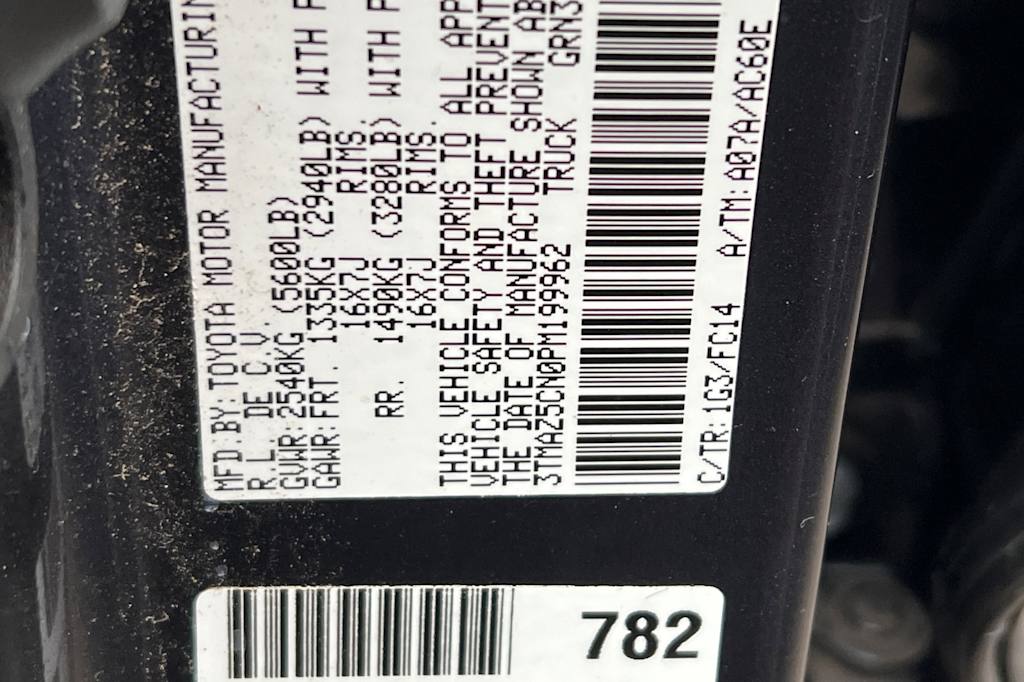 MFD.BY:TOYOTA MOTOR MANUFACTURIN
R.L. DE C.V.
GVWR:2540KG (5600LB)
GAWR:FRT. 1335KG (2940LB) WITH
16X7J RIMS.
RR. 1490KG (3280LB) WITH
16X7J RIMS.
THIS VEHICLE CONFORMS TO ALL APP
VEHICLE SAFETY AND THEFT PREVENT
THE DATE OF MANUFACTURE SHOWN AB
3TMAZ5CN0PM199962 TRUCK GRN3
C/TR:1G3/FC14 A/TM:A07A/AC60E
782